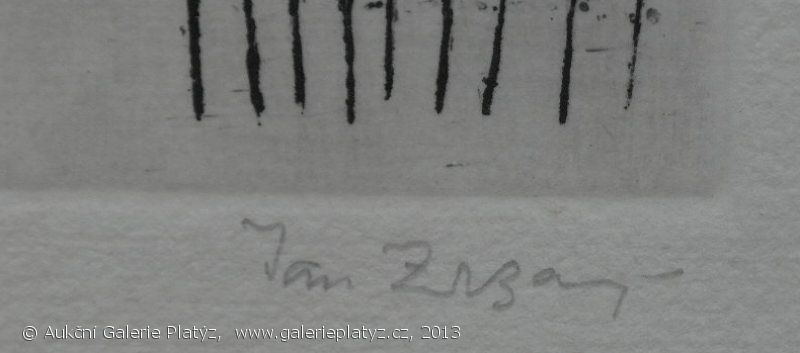 Jan Zrzavý
© Aukční Galerie Platýz, www.galerieplatyz.cz, 2013